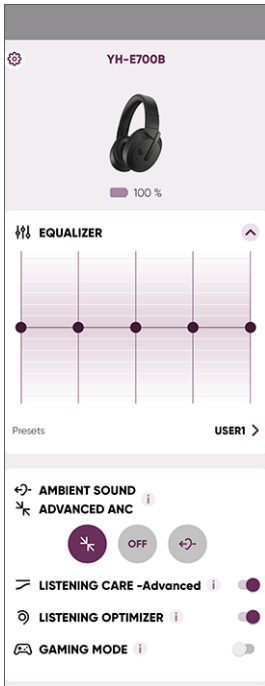 YH-E700B
100 %
EQUALIZER
Presets
USER1
AMBIENT SOUND
ADVANCED ANC
i
OFF
LISTENING CARE -Advanced i
LISTENING OPTIMIZER i
GAMING MODE i